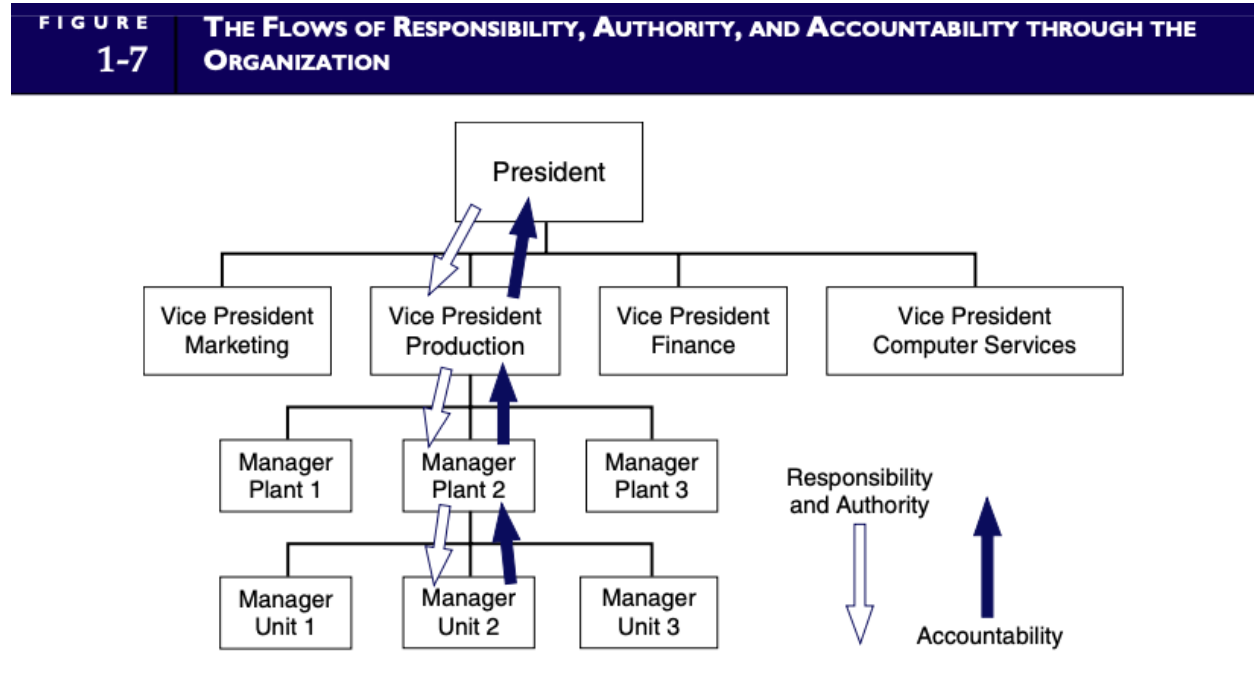 FIGURE
1-7
THE FLOWS OF RESPONSIBILITY, AUTHORITY, AND ACCOUNTABILITY THROUGH THE
ORGANIZATION
President
Vice President
Marketing
Vice President
Production
Vice President
Finance
Vice President
Computer Services
Manager
Plant 1
Manager
Plant 2
Manager
Plant 3
Manager
Unit 1
Manager
Unit 2
Manager
Unit 3
Responsibility
and Authority
Accountability